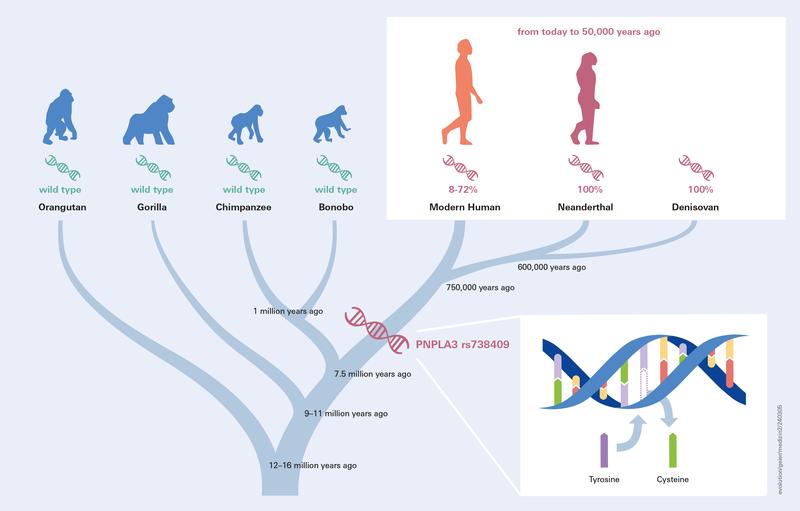 from today to 50,000 years ago
wild type
wild type
wild type
wild type
8-72%
100%
100%
Orangutan
Gorilla
Chimpanzee
Bonobo
Modern Human
Neanderthal
Denisovan
600,000 years ago
750,000 years ago
1 million years ago
PNPLA3 rs738409
7.5 million years ago
9–11 million years ago
12–16 million years ago
Tyrosine
Cysteine
evolution/geier/medizin2/240305